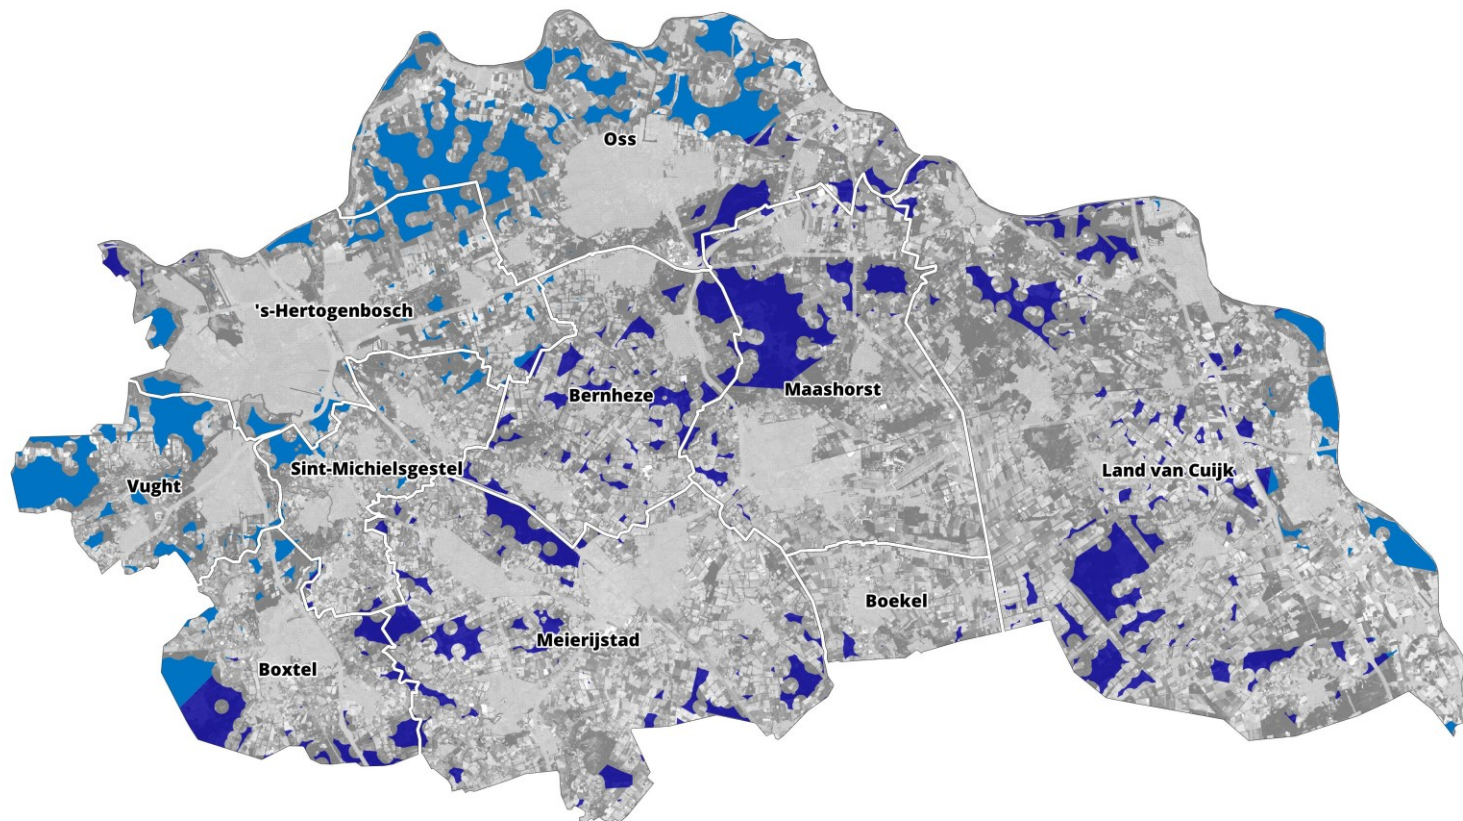 Oss
's-Hertogenbosch
Bernheze
Maashorst
Sint-Michielsgestel
Land van Cuijk
Vught
Boekel
Meierijstad
Boxtel